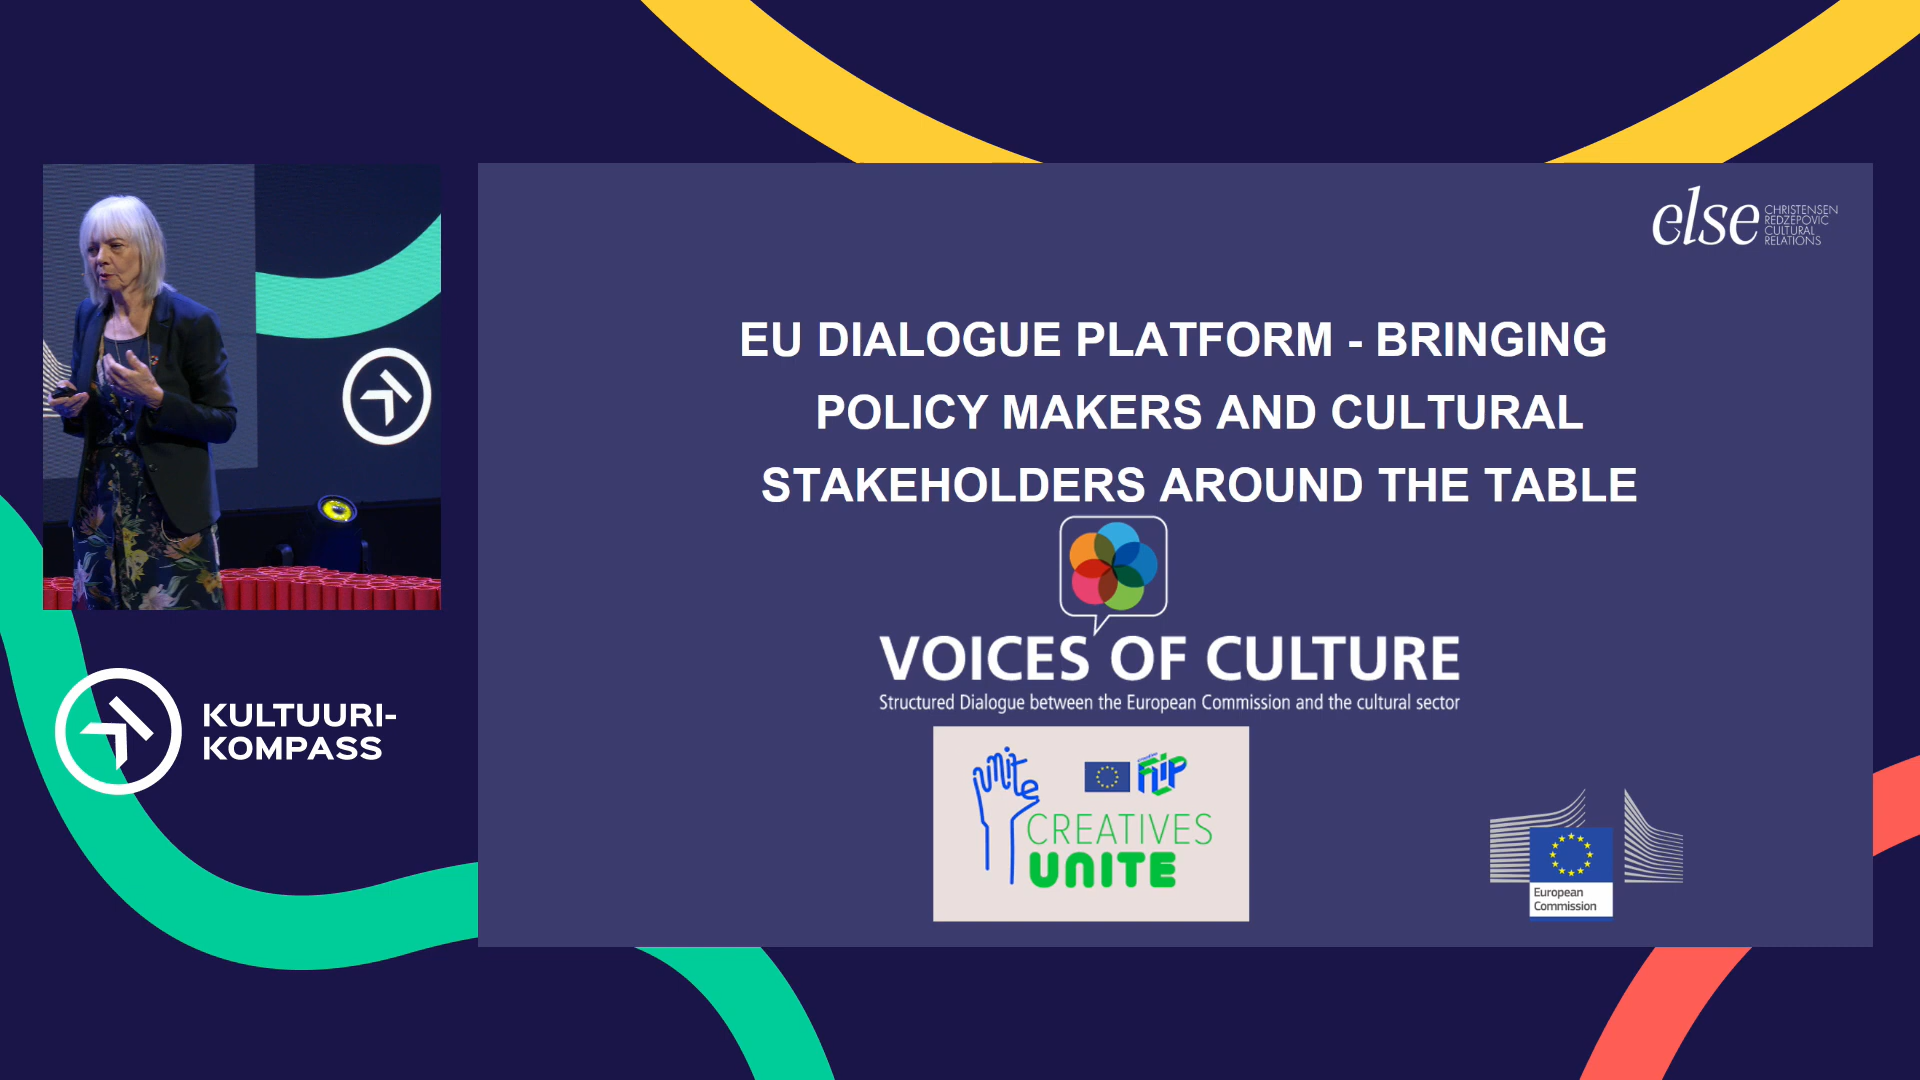 else
CHRISTENSEN
REDZEPOVIC
CULTURAL
RELATIONS
EU DIALOGUE PLATFORM - BRINGING
POLICY MAKERS AND CULTURAL
STAKEHOLDERS AROUND THE TABLE
VOICES OF CULTURE
Structured Dialogue between the European Commission and the cultural sector
KULTUURI-
KOMPASS
unite
FLIP
CREATIVES
UNITE
European
Commission